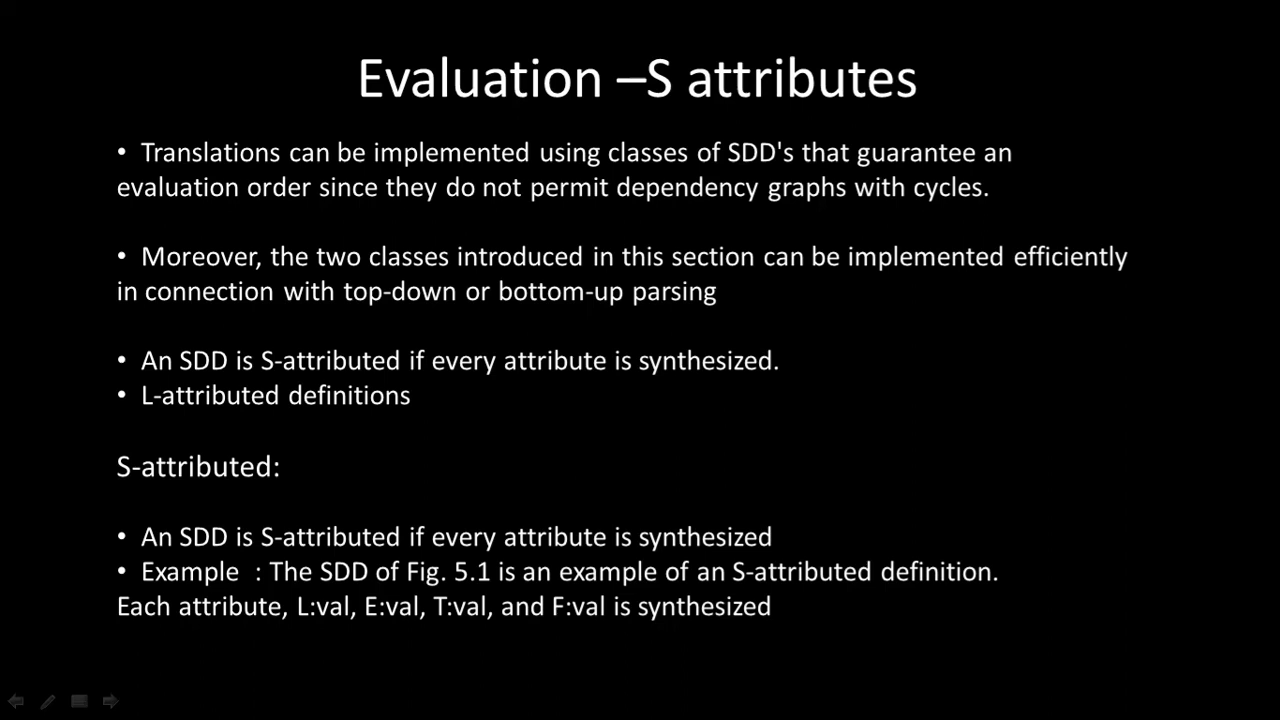 Evaluation –S attributes
• Translations can be implemented using classes of SDD's that guarantee an
evaluation order since they do not permit dependency graphs with cycles.
• Moreover, the two classes introduced in this section can be implemented efficiently
in connection with top-down or bottom-up parsing
• An SDD is S-attributed if every attribute is synthesized.
• L-attributed definitions
S-attributed:
• An SDD is S-attributed if every attribute is synthesized
• Example : The SDD of Fig. 5.1 is an example of an S-attributed definition.
Each attribute, L:val, E:val, T:val, and F:val is synthesized